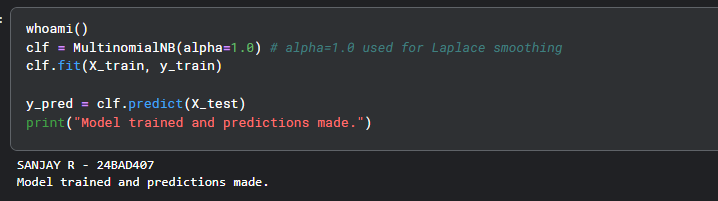 whoami()
clf = MultinomialNB(alpha=1.0) # alpha=1.0 used for Laplace smoothing
clf.fit(X_train, y_train)
y_pred = clf.predict(X_test)
print("Model trained and predictions made.")
SANJAY R - 24BAD407
Model trained and predictions made.